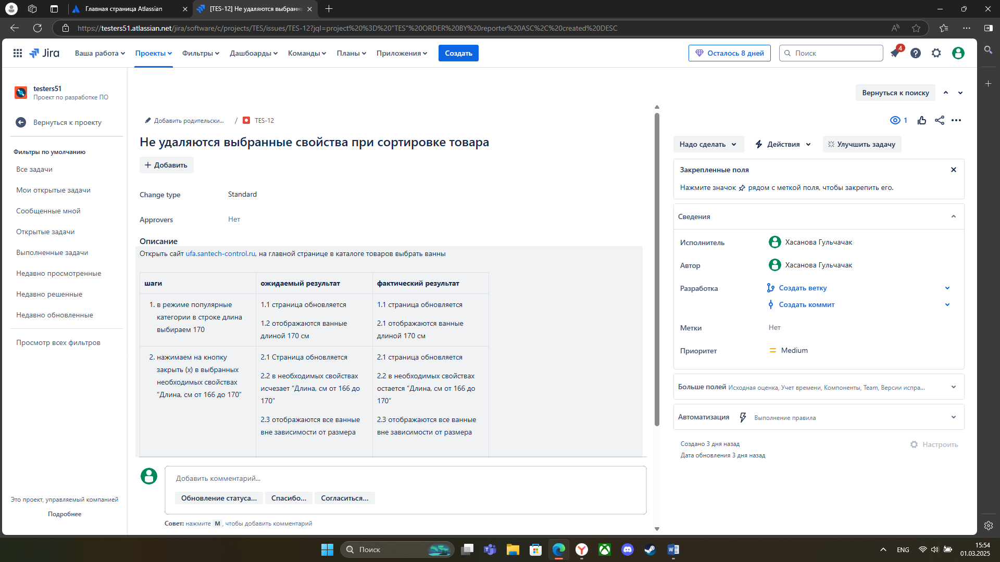 Главная страница Atlassian
[TES-12] Не удаляются выбранн
https://testers51.atlassian.net/jira/software/c/projects/TES/issues/TES-12?jql=project%20%3D%20"TES"%20ORDER%20BY%20reporter%20ASC%2C%20created%20DESC
Jira
Ваша работа
Проекты
Фильтры
Дашборды
Команды
Планы
Приложения
Создать
Осталось 8 дней
Поиск
4
testers51
Проект по разработке ПО
Вернуться к проекту
Фильтры по умолчанию
Все задачи
Мои открытые задачи
Сообщенные мной
Открытые задачи
Выполненные задачи
Недавно просмотренные
Недавно решенные
Недавно обновленные
Просмотр всех фильтров
Это проект, управляемый компанией
Подробнее
Вернуться к поиску
Добавить родительски... / TES-12
1
Не удаляются выбранные свойства при сортировке товара
+ Добавить
Change type Standard
Approvers Нет
Описание
Открыть сайт ufa.santech-control.ru, на главной странице в каталоге товаров выбрать ванны
шаги
ожидаемый результат
фактический результат
1. в режиме популярные
категории в строке длина
выбираем 170
1.1 страница обновляется
1.2 отображаются ванные
длиной 170 см
1.1 страница обновляется
2.1 отображаются ванные
длиной 170 см
2. нажимаем на кнопку
закрыть (х) в выбранных
необходимых свойствах
“Длина, см от 166 до 170”
2.1 Страница обновляется
2.2 в необходимых свойствах
исчезает “Длина, см от 166 до
170”
2.3 отображаются все ванные
вне зависимости от размера
2.1 страница обновляется
2.2 в необходимых свойствах
остается “Длина, см от 166 до
170”
2.3 отображаются все ванные
вне зависимости от размера
Добавить комментарий...
Обновление статуса...
Спасибо...
Согласиться...
Совет: нажмите M, чтобы добавить комментарий
Надо сделать
Действия
Улучшить задачу
Закрепленные поля
Нажмите значок рядом с меткой поля, чтобы закрепить его.
Сведения
Исполнитель Хасанова Гульчачак
Автор Хасанова Гульчачак
Разработка Создать ветку
Создать коммит
Метки Нет
Приоритет Medium
Больше полей Исходная оценка, Учет времени, Компоненты, Team, Версии испра...
Автоматизация Выполнение правила
Создано 3 дня назад
Дата обновления 3 дня назад
Настроить
Поиск
ENG
15:54
01.03.2025